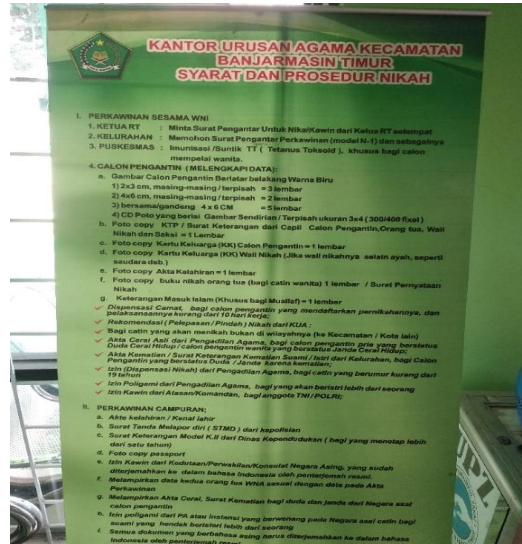 KANTOR URUSAN AGAMA KECAMATAN
BANJARMASIN TIMUR
SYARAT DAN PROSEDUR NIKAH
I. PERKAWINAN SESAMA WNI
1. KETUA RT : Minta Surat Pengantar Untuk Nika/Kawin dari Ketua RT setempat
2. KELURAHAN : Memohon Surat Pengantar Perkawinan (model N-1) dan sebagainya
3. PUSKESMAS : Imunisasi /Suntik TT ( Tetanus Toksoid ), khusus bagi calon
mempelai wanita.
4. CALON PENGANTIN (MELENGKAPI DATA):
a. Gambar Calon Pengantin Berlatar belakang Warna Biru
1) 2x3 cm, masing-masing / terpisah = 3 lembar
2) 4x6 cm, masing-masing / terpisah = 2 lembar
3) bersama/gandeng 4 x 6 CM = 5 lembar
4) CD Poto yang berisi Gambar Sendirian / Terpisah ukuran 3x4 ( 300/400 fixel )
b. Foto copy KTP / Surat Keterangan dari Capil Calon Pengantin,Orang tua, Wali
Nikah dan Saksi = 1 Lembar
c. Foto copy Kartu Keluarga (KK) Calon Pengantin = 1 lembar
d. Foto copy Kartu Keluarga (KK) Wali Nikah (Jika wali nikahnya selain ayah, seperti
saudara dsb.)
e. Foto copy Akta Kalahiran = 1 lembar
f. Foto copy buku nikah orang tua (bagi catin wanita) 1 lembar / Surat Pernyataan
Nikah
g. Keterangan Masuk Islam (Khusus bagi Muallaf) = 1 lembar
Dispensasi Camat, bagi calon pengantin yang mendaftarkan pernikahannya, dan
pelaksanaannya kurang dari 10 hari kerja;
Rekomendasi ( Pelepasan / Pindah ) Nikah dari KUA :
Bagi catin yang akan menikah bukan di wilayahnya (ke Kecamatan / Kota lain)
Akta Cerai Asli dari Pengadilan Agama, bagi calon pengantin pria yang berstatus
Duda Cerai Hidup / calon pengantin wanita yang berstatus Janda Cerai Hidup;
Akta Kematian / Surat Keterangan Kematian Suami / Istri dari Kelurahan, bagi Calon
Pengantin yang berstatus Duda / Janda karena kematian;
Izin (Dispensasi Nikah) dari Pengadilan Agama, bagi catin yang berumur kurang dari
19 tahun
Izin Poligami dari Pengadilan Agama, bagi yang akan beristri lebih dari seorang
Izin Kawin dari Atasan/Komandan, bagi anggota TNI / POLRI;
II. PERKAWINAN CAMPURAN;
a. Akte kelahiran / Kenal lahir
b. Surat Tanda Melapor diri ( STMD ) dari kepolisian
c. Surat Keterangan Model K.II dari Dinas Kependudukan ( bagi yang menetap lebih
dari satu tahun)
d. Foto copy passport
e. Izin Kawin dari Kedutaan/Perwakilan/Konsulat Negara Asing, yang sudah
diterjemahkan ke dalam bahasa Indonesia oleh penterjemah resmi.
f. Melampirkan data kedua orang tua WNA sesuai dengan data pada Akta
Perkawinan
g. Melampirkan Akta Cerai, Surat Kematian bagi duda dan janda dari Negara asal
calon pengantin
h. Izin poligami dari PA atau instansi yang berwenang pada Negara asal catin bagi
suami yang hendak beristeri lebih dari seorang
i. Semua dokumen yang berbahasa asing harus diterjemahkan ke dalam bahasa
Indonesia oleh penterjemah resmi
UPZ